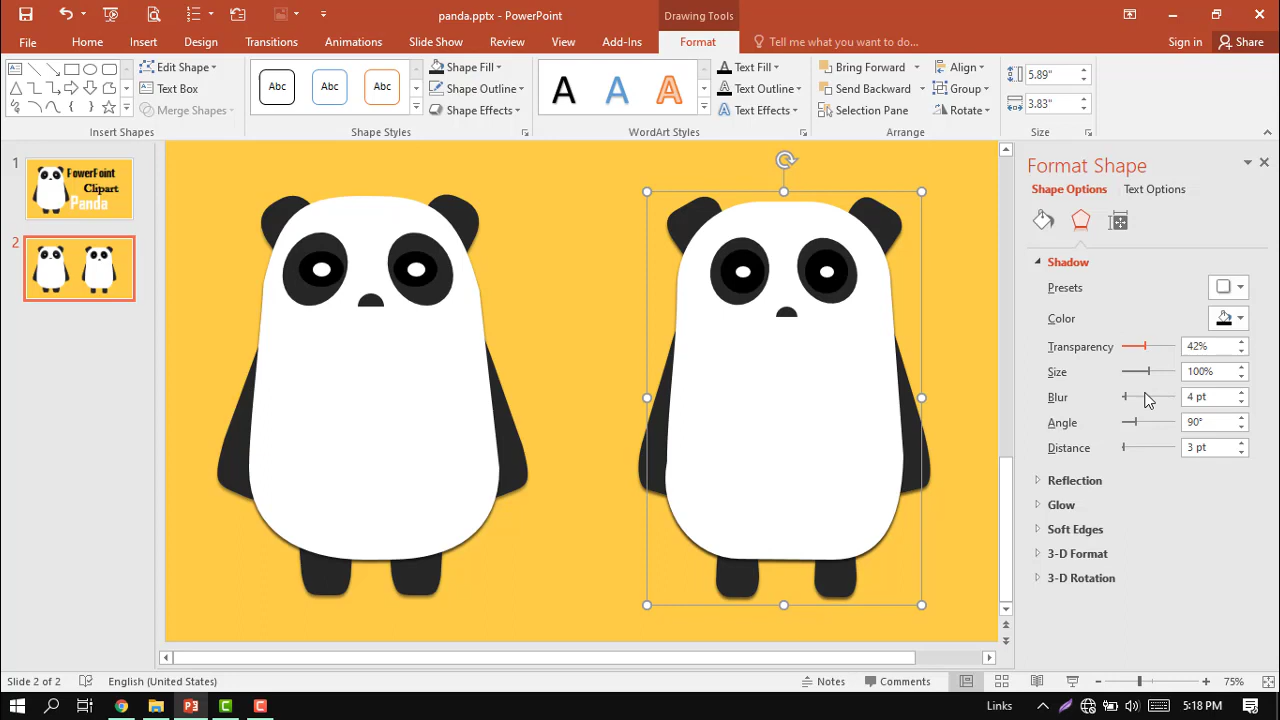 panda.pptx - PowerPoint
Drawing Tools
File
Home
Insert
Design
Transitions
Animations
Slide Show
Review
View
Add-Ins
Format
Tell me what you want to do...
Sign in
Share
Edit Shape
Text Box
Merge Shapes
Insert Shapes
Abc
Abc
Abc
Shape Fill
Shape Outline
Shape Effects
Shape Styles
A
A
A
Text Fill
Text Outline
Text Effects
WordArt Styles
Bring Forward
Send Backward
Selection Pane
Align
Group
Rotate
Arrange
5.89"
3.83"
Size
1
PowerPoint
Clipart
Panda
2
Format Shape
Shape Options
Text Options
Shadow
Presets
Color
Transparency
42%
Size
100%
Blur
4 pt
Angle
90°
Distance
3 pt
Reflection
Glow
Soft Edges
3-D Format
3-D Rotation
Slide 2 of 2
English (United States)
Notes
Comments
75%
Links
5:18 PM